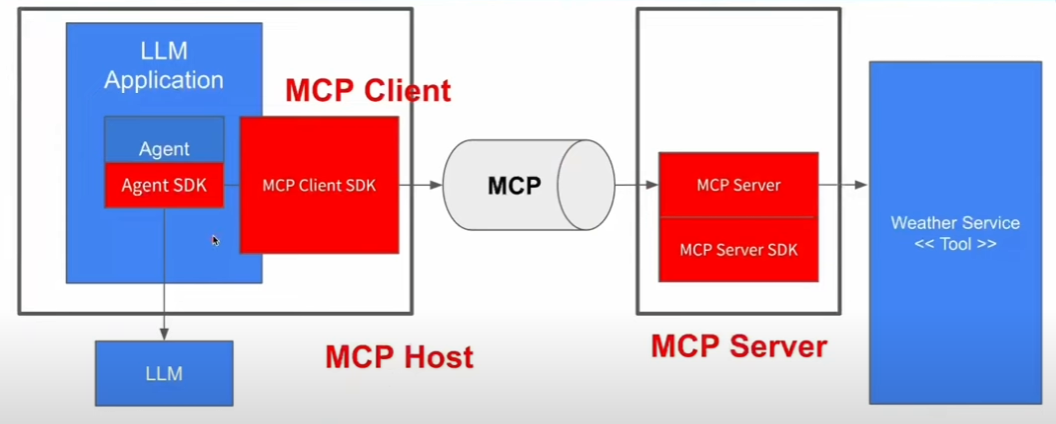 LLM
Application
MCP Client
Agent
Agent SDK
MCP Client SDK
MCP
MCP Server
MCP Server SDK
Weather Service
<< Tool >>
MCP Host
MCP Server
LLM